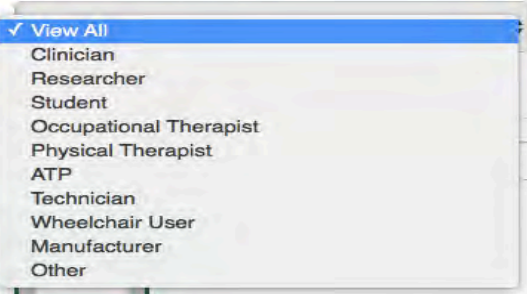 ✓ View All
Clinician
Researcher
Student
Occupational Therapist
Physical Therapist
ATP
Technician
Wheelchair User
Manufacturer
Other